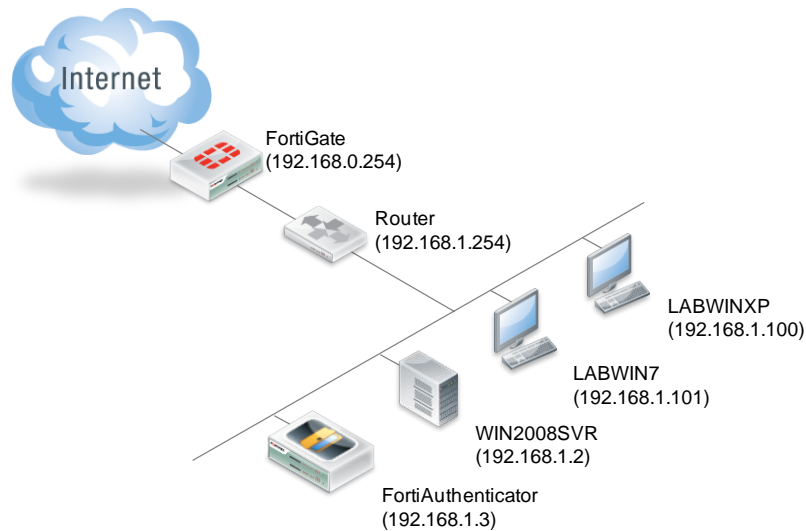 Internet
FortiGate
(192.168.0.254)
Router
(192.168.1.254)
LABWINXP
(192.168.1.100)
LABWIN7
(192.168.1.101)
WIN2008SVR
(192.168.1.2)
FortiAuthenticator
(192.168.1.3)